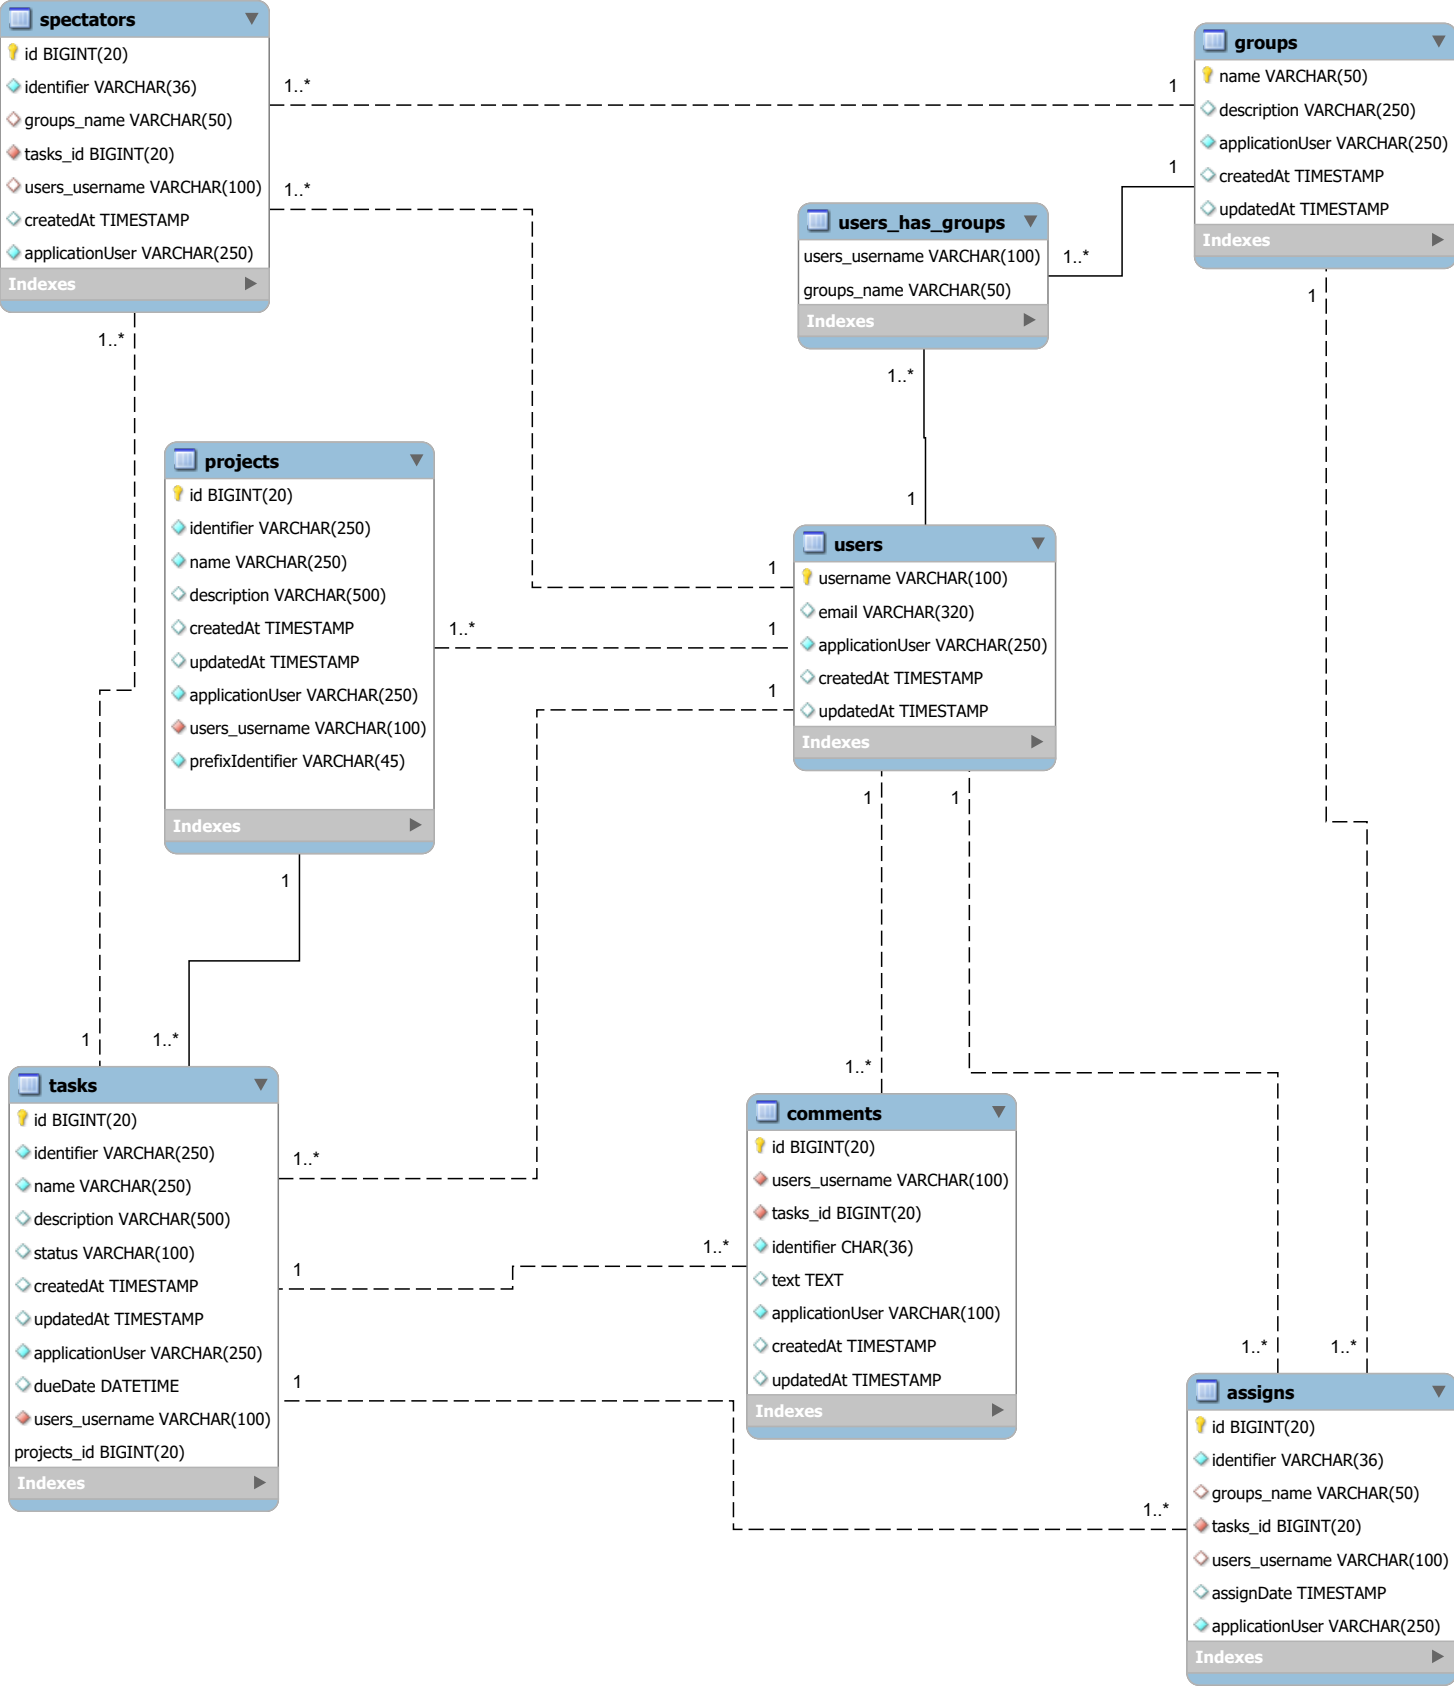 spectators
id BIGINT(20)
identifier VARCHAR(36)
groups_name VARCHAR(50)
tasks_id BIGINT(20)
users_username VARCHAR(100)
createdAt TIMESTAMP
applicationUser VARCHAR(250)
Indexes
1..*
1
1..*
1..*
groups
name VARCHAR(50)
description VARCHAR(250)
applicationUser VARCHAR(250)
createdAt TIMESTAMP
updatedAt TIMESTAMP
Indexes
1
1
users_has_groups
users_username VARCHAR(100)
groups_name VARCHAR(50)
Indexes
1..*
1..*
1
projects
id BIGINT(20)
identifier VARCHAR(250)
name VARCHAR(250)
description VARCHAR(500)
createdAt TIMESTAMP
updatedAt TIMESTAMP
applicationUser VARCHAR(250)
users_username VARCHAR(100)
prefixIdentifier VARCHAR(45)
Indexes
1..*
1
users
username VARCHAR(100)
email VARCHAR(320)
applicationUser VARCHAR(250)
createdAt TIMESTAMP
updatedAt TIMESTAMP
Indexes
1
1
1
1
1
1
1..*
tasks
id BIGINT(20)
identifier VARCHAR(250)
name VARCHAR(250)
description VARCHAR(500)
status VARCHAR(100)
createdAt TIMESTAMP
updatedAt TIMESTAMP
applicationUser VARCHAR(250)
dueDate DATETIME
users_username VARCHAR(100)
projects_id BIGINT(20)
Indexes
1..*
1
1
1..*
1..*
comments
id BIGINT(20)
users_username VARCHAR(100)
tasks_id BIGINT(20)
identifier CHAR(36)
text TEXT
applicationUser VARCHAR(100)
createdAt TIMESTAMP
updatedAt TIMESTAMP
Indexes
1..*
1..*
1..*
assigns
id BIGINT(20)
identifier VARCHAR(36)
groups_name VARCHAR(50)
tasks_id BIGINT(20)
users_username VARCHAR(100)
assignDate TIMESTAMP
applicationUser VARCHAR(250)
Indexes